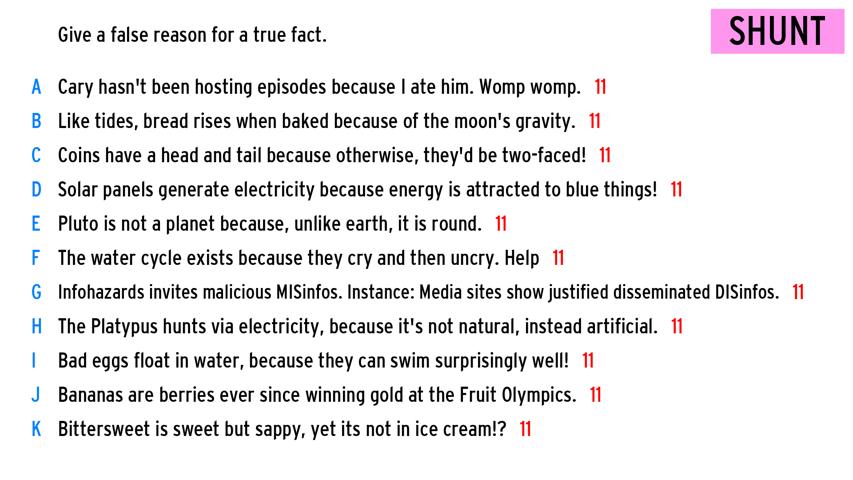 Give a false reason for a true fact.
SHUNT
A Cary hasn't been hosting episodes because I ate him. Womp womp. 11
B Like tides, bread rises when baked because of the moon's gravity. 11
C Coins have a head and tail because otherwise, they'd be two-faced! 11
D Solar panels generate electricity because energy is attracted to blue things! 11
E Pluto is not a planet because, unlike earth, it is round. 11
F The water cycle exists because they cry and then uncry. Help 11
G Infohazards invites malicious MISinfos. Instance: Media sites show justified disseminated DISinfos. 11
H The Platypus hunts via electricity, because it's not natural, instead artificial. 11
I Bad eggs float in water, because they can swim surprisingly well! 11
J Bananas are berries ever since winning gold at the Fruit Olympics. 11
K Bittersweet is sweet but sappy, yet its not in ice cream!? 11